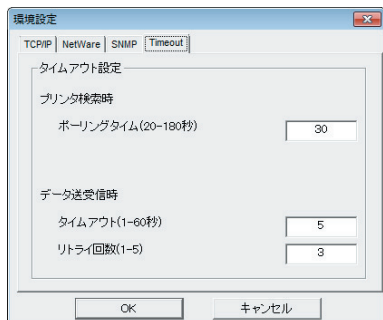 環境設定
TCP/IP NetWare SNMP Timeout
タイムアウト設定
プリンタ検索時
ポーリングタイム(20-180秒) 30
データ送受信時
タイムアウト(1-60秒) 5
リトライ回数(1-5) 3
OK キャンセル